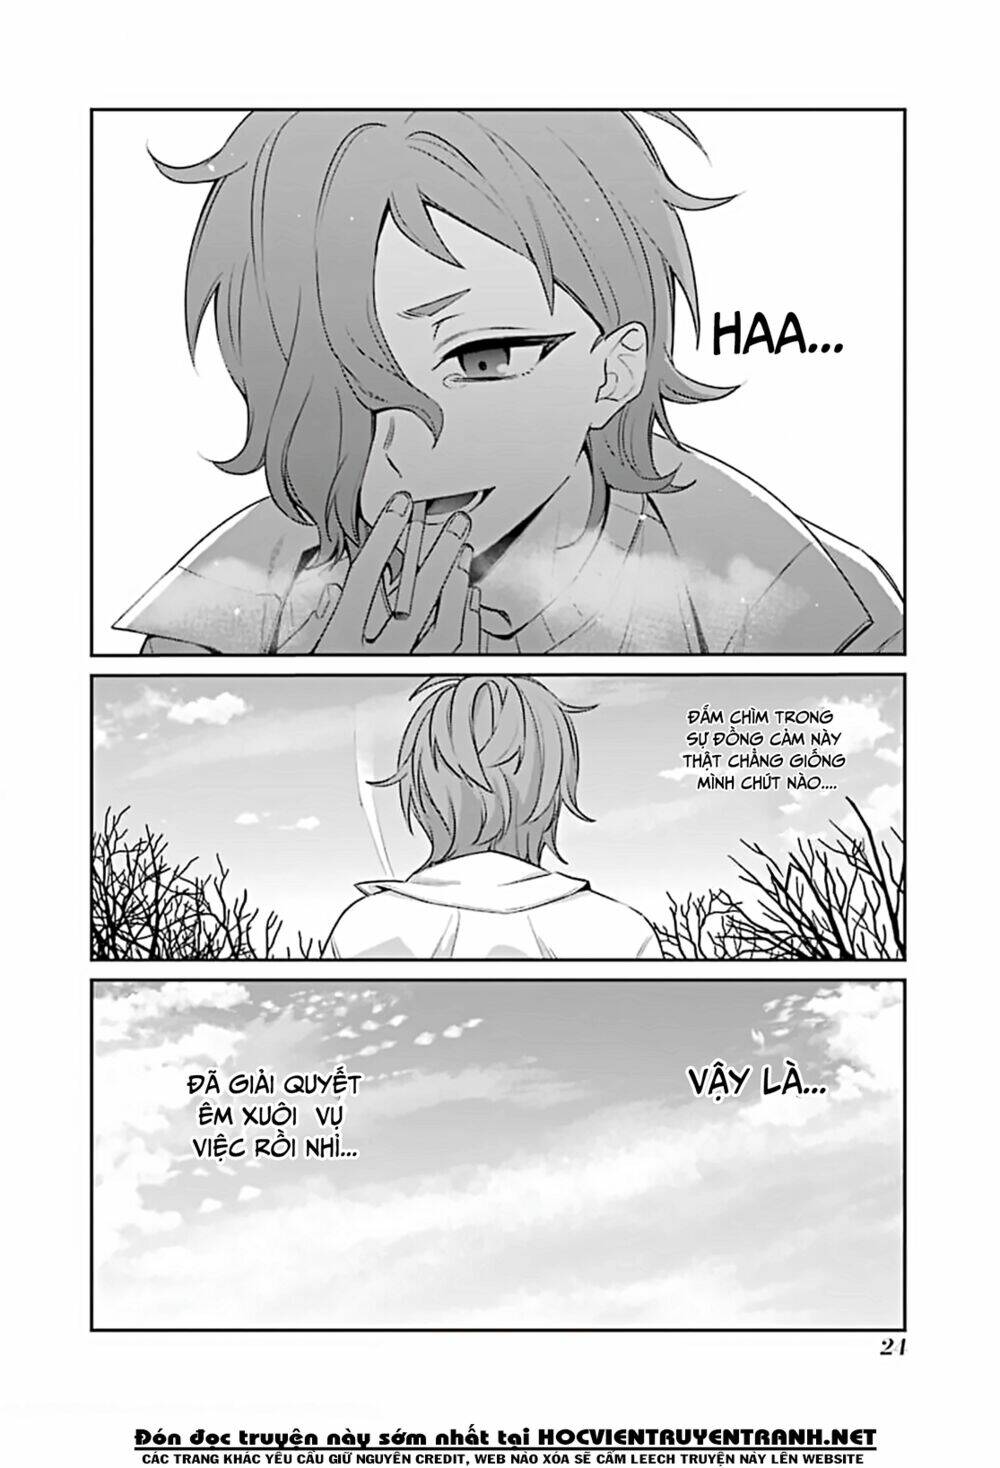 HAA...
ĐẮM CHÌM TRONG
SỰ ĐỒNG CẢM NÀY
THẬT CHẲNG GIỐNG
MÌNH CHÚT NÀO....
VẬY LÀ...
ĐÃ GIẢI QUYẾT
ÊM XUÔI VỤ
VIỆC RỒI NHỈ...
24
Đón đọc truyện này sớm nhất tại HOCVIENTRUYENTRANH.NET
CÁC TRANG KHÁC YÊU CẦU GIỮ NGUYÊN CREDIT, WEB NÀO XÓA SẼ CẤM LEECH TRUYỆN NÀY LÊN WEBSITE